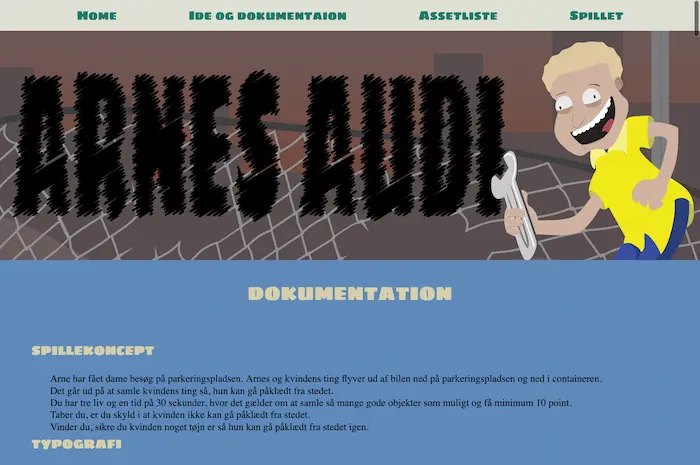 Home Ide og dokumentaion Assetliste Spillet
ARNES AUDI
DOKUMENTATION
SPILLEKONCEPT
Arne har fået dame besøg på parkeringspladsen. Arnes og kvindens ting flyver ud af bilen ned på parkeringspladsen og ned i containeren.
Det går ud på at samle kvindens ting så, hun kan gå påklædt fra stedet.
Du har tre liv og en tid på 30 sekunder, hvor det gælder om at samle så mange gode objekter som muligt og få minimum 10 point.
Taber du, er du skyld i at kvinden ikke kan gå påklædt fra stedet.
Vinder du, sikre du kvinden noget tøjn er så hun kan gå påklædt fra stedet igen.
TYPOGRAFI